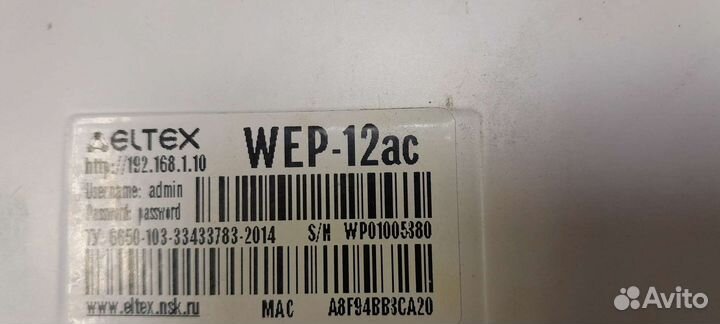 ELTEX WEP-12ac
http://192.168.1.10
Username: admin
Password: password
ТУ 6650-103-33433783-2014 S/N WP01005380
www.eltex.nsk.ru MAC A8F94BB3CA20
Avito